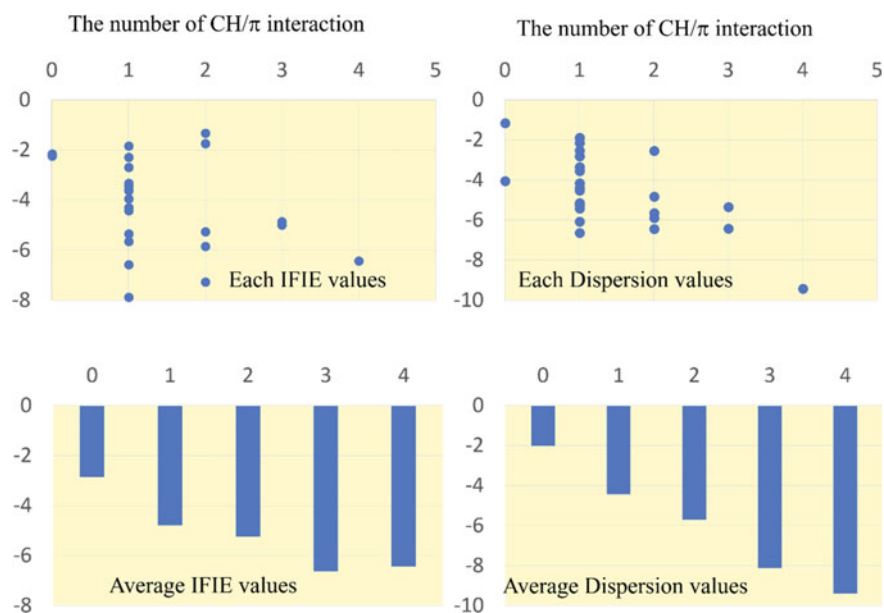 The number of CH/π interaction
0 1 2 3 4 5
0
-2
-4
-6
-8
Each IFIE values
The number of CH/π interaction
0 1 2 3 4 5
0
-2
-4
-6
-8
-10
Each Dispersion values
0 1 2 3 4
0
-2
-4
-6
-8
Average IFIE values
0 1 2 3 4
0
-2
-4
-6
-8
-10
Average Dispersion values